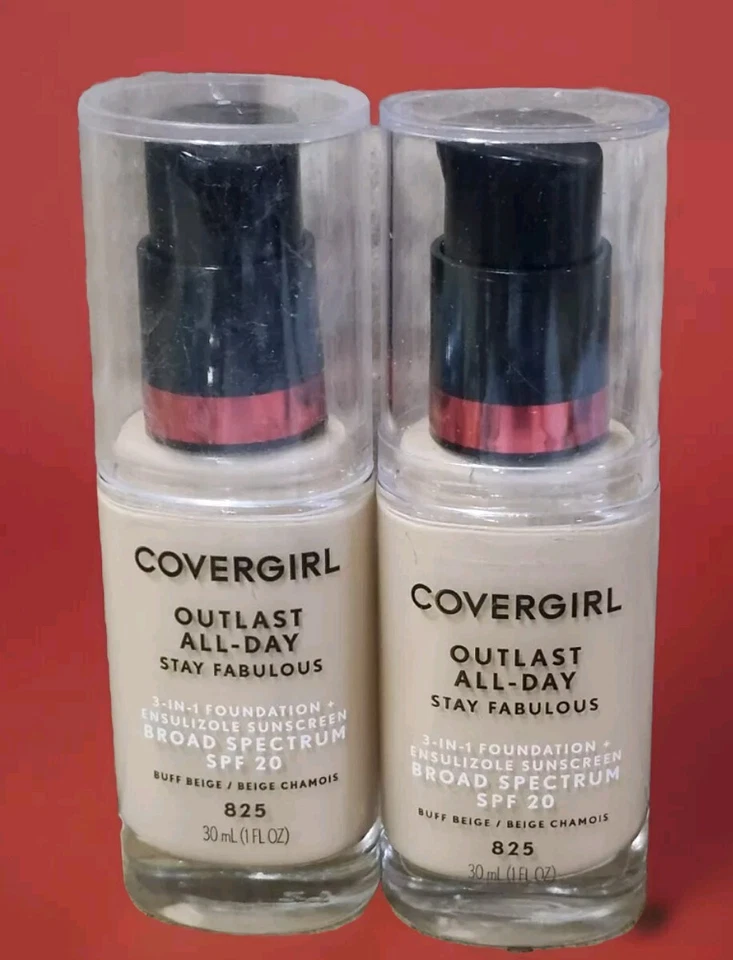 COVERGIRL
OUTLAST
ALL-DAY
STAY FABULOUS
3-IN-1 FOUNDATION +
ENSULIZOLE SUNSCREEN
BROAD SPECTRUM
SPF 20
BUFF BEIGE / BEIGE CHAMOIS
825
30 mL (1 FL OZ)
COVERGIRL
OUTLAST
ALL-DAY
STAY FABULOUS
3-IN-1 FOUNDATION +
ENSULIZOLE SUNSCREEN
BROAD SPECTRUM
SPF 20
BUFF BEIGE / BEIGE CHAMOIS
825
30 mL (1 FL OZ)